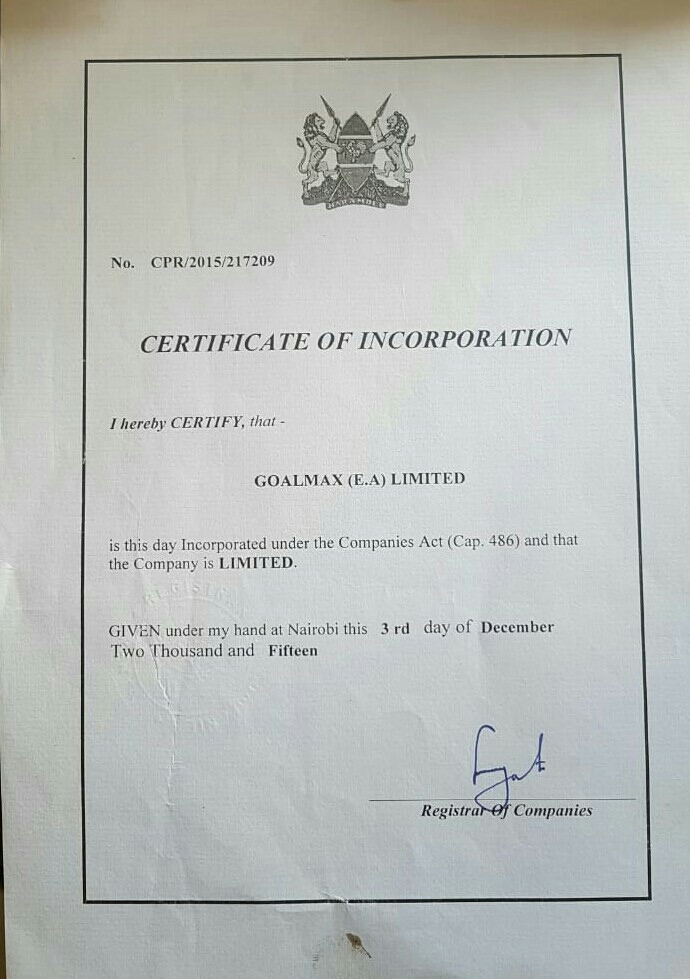 HARAMBEE
No. CPR/2015/217209
CERTIFICATE OF INCORPORATION
I hereby CERTIFY, that -
GOALMAX (E.A) LIMITED
is this day Incorporated under the Companies Act (Cap. 486) and that
the Company is LIMITED.
REGISTRAR
GIVEN under my hand at Nairobi this 3 rd day of December
Two Thousand and Fifteen
Registrar Of Companies